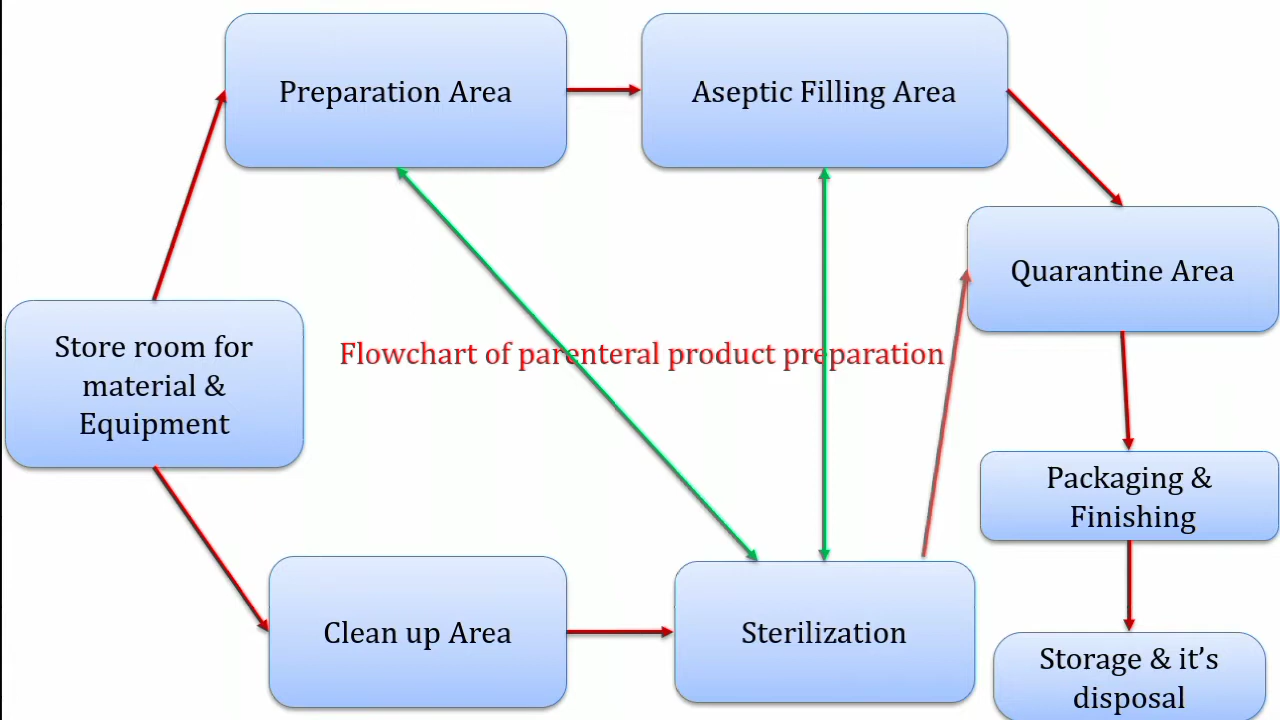 Preparation Area
Aseptic Filling Area
Quarantine Area
Store room for
material &
Equipment
Flowchart of parenteral product preparation
Packaging &
Finishing
Clean up Area
Sterilization
Storage & it’s
disposal